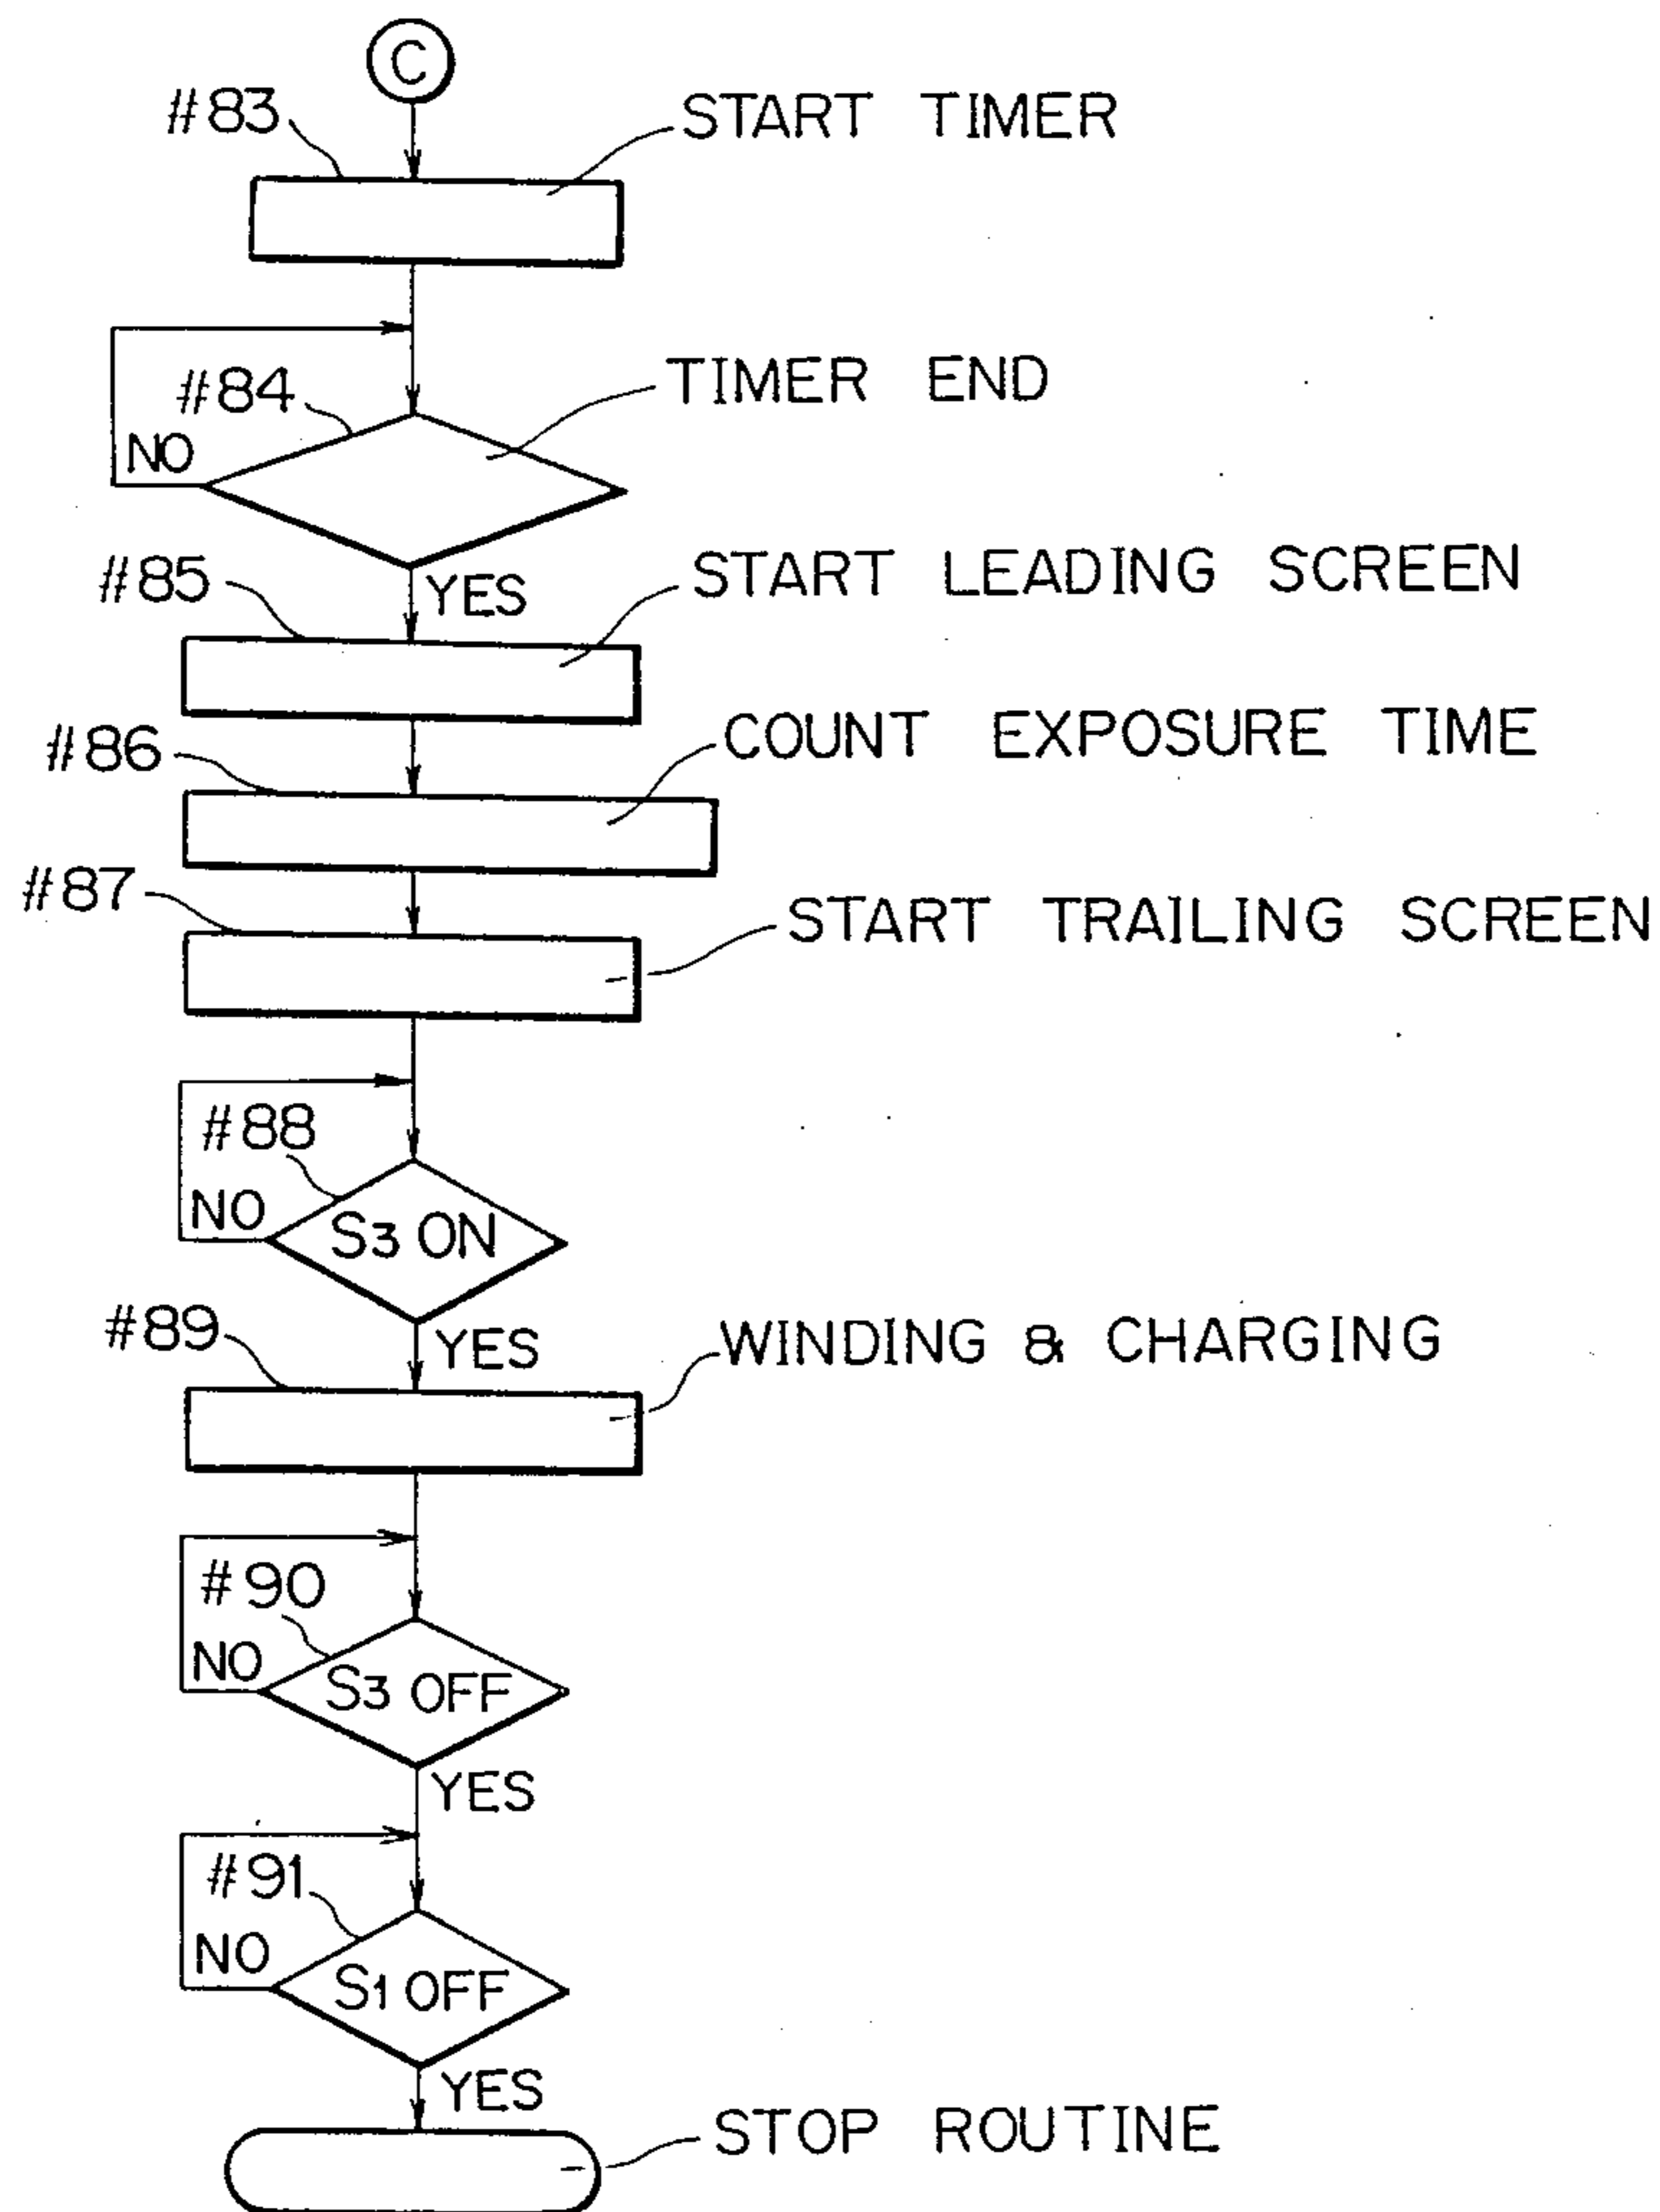 C
#83
START TIMER
#84
TIMER END
NO
YES
#85
START LEADING SCREEN
#86
COUNT EXPOSURE TIME
#87
START TRAILING SCREEN
#88
NO
S3 ON
YES
#89
WINDING & CHARGING
#90
NO
S3 OFF
YES
#91
NO
S1 OFF
YES
STOP ROUTINE